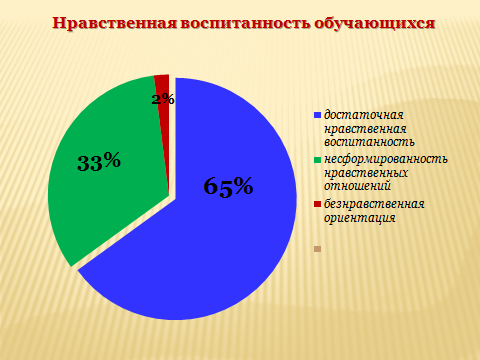 Нравственная воспитанность обучающихся
2%
33%
65%
достаточная
нравственная
воспитанность
несформированность
нравственных
отношений
безнравственная
ориентация